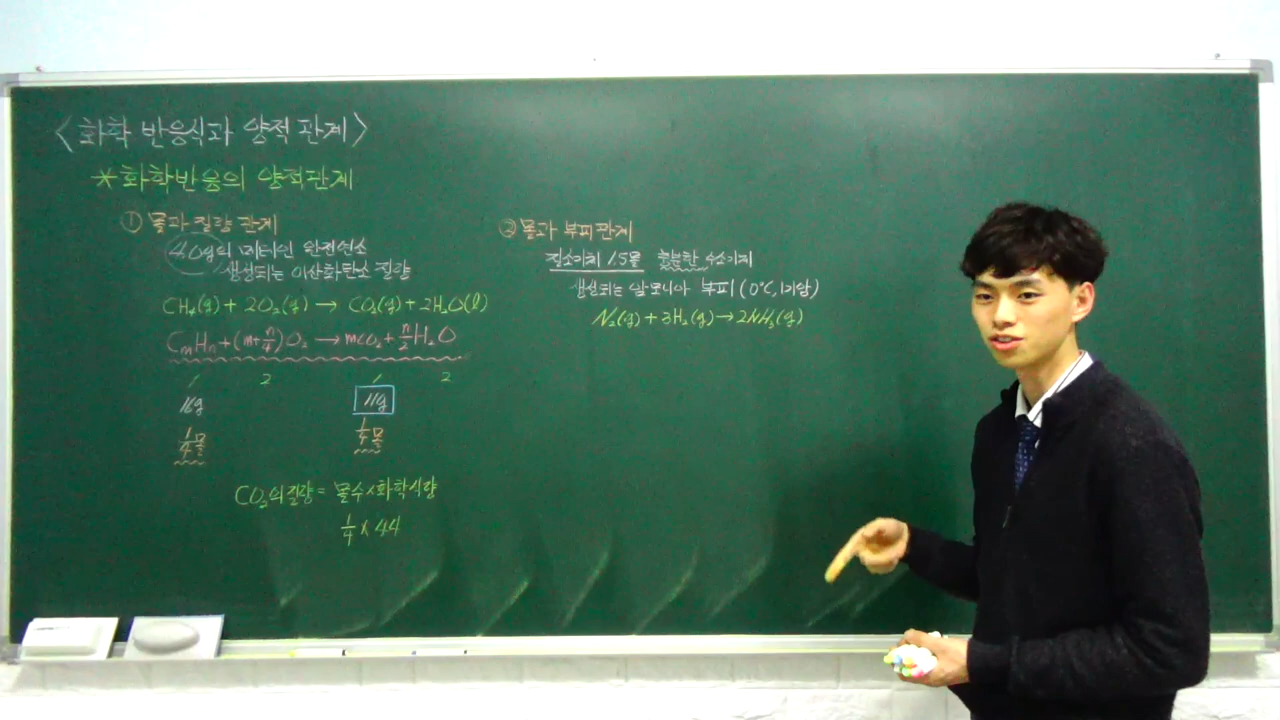 <화학 반응식과 양적 관계>
*화학반응의 양적관계
① 몰과 질량 관계
4.0g의 메테인 완전연소
생성되는 이산화탄소 질량
CH₄(g) + 2O₂(g) → CO₂(g) + 2H₂O(l)
CmHn + (m+n/4)O₂ → mCO₂ + n/2H₂O
1 2 1 2
16g 11g
1/4몰 1/4몰
CO₂의 질량 = 몰수×화학식량
1/4 × 44
② 몰과 부피관계
질소기체 1.5몰 충분한 수소기체
생성되는 암모니아 부피 (0℃, 1기압)
N₂(g) + 3H₂(g) → 2NH₃(g)